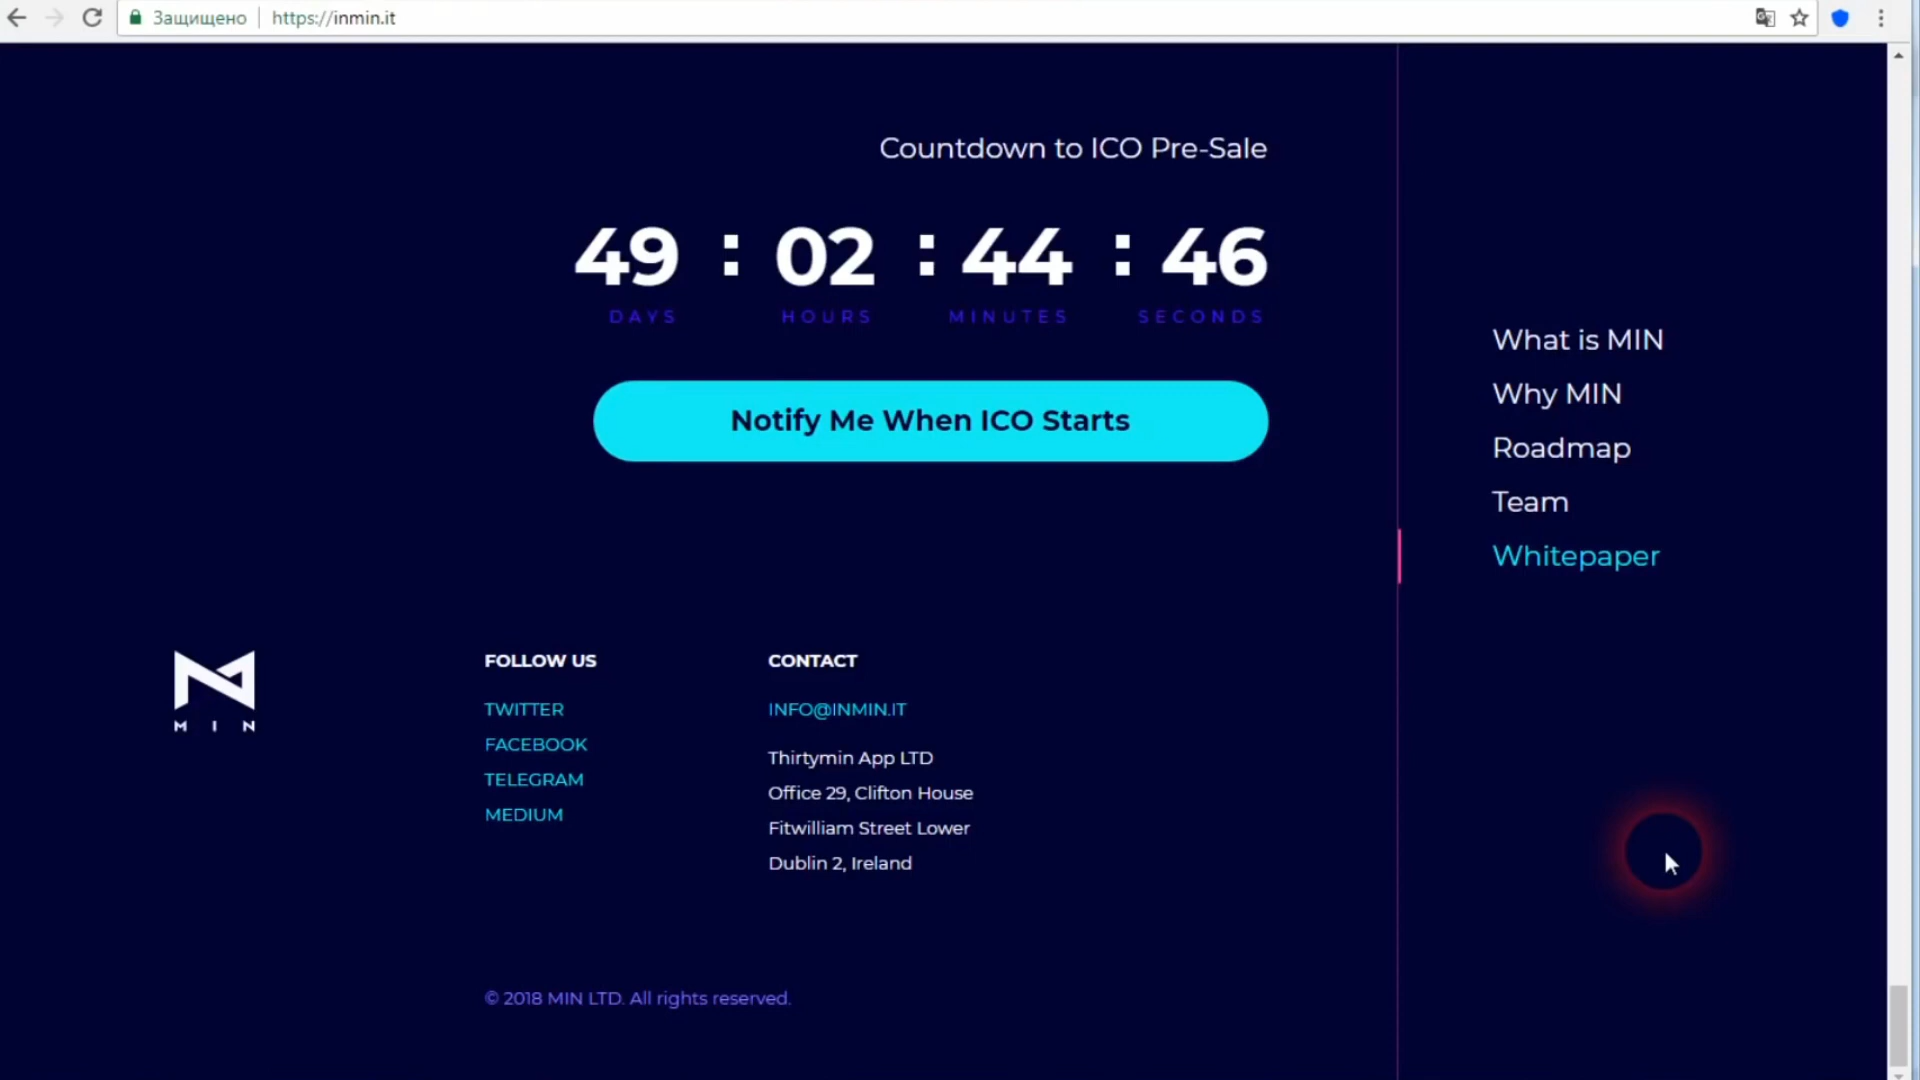 Защищено https://inmin.it
Countdown to ICO Pre-Sale
49 : 02 : 44 : 46
DAYS HOURS MINUTES SECONDS
Notify Me When ICO Starts
What is MIN
Why MIN
Roadmap
Team
Whitepaper
MIN
FOLLOW US
TWITTER
FACEBOOK
TELEGRAM
MEDIUM
CONTACT
INFO@INMIN.IT
Thirtymin App LTD
Office 29, Clifton House
Fitwilliam Street Lower
Dublin 2, Ireland
© 2018 MIN LTD. All rights reserved.